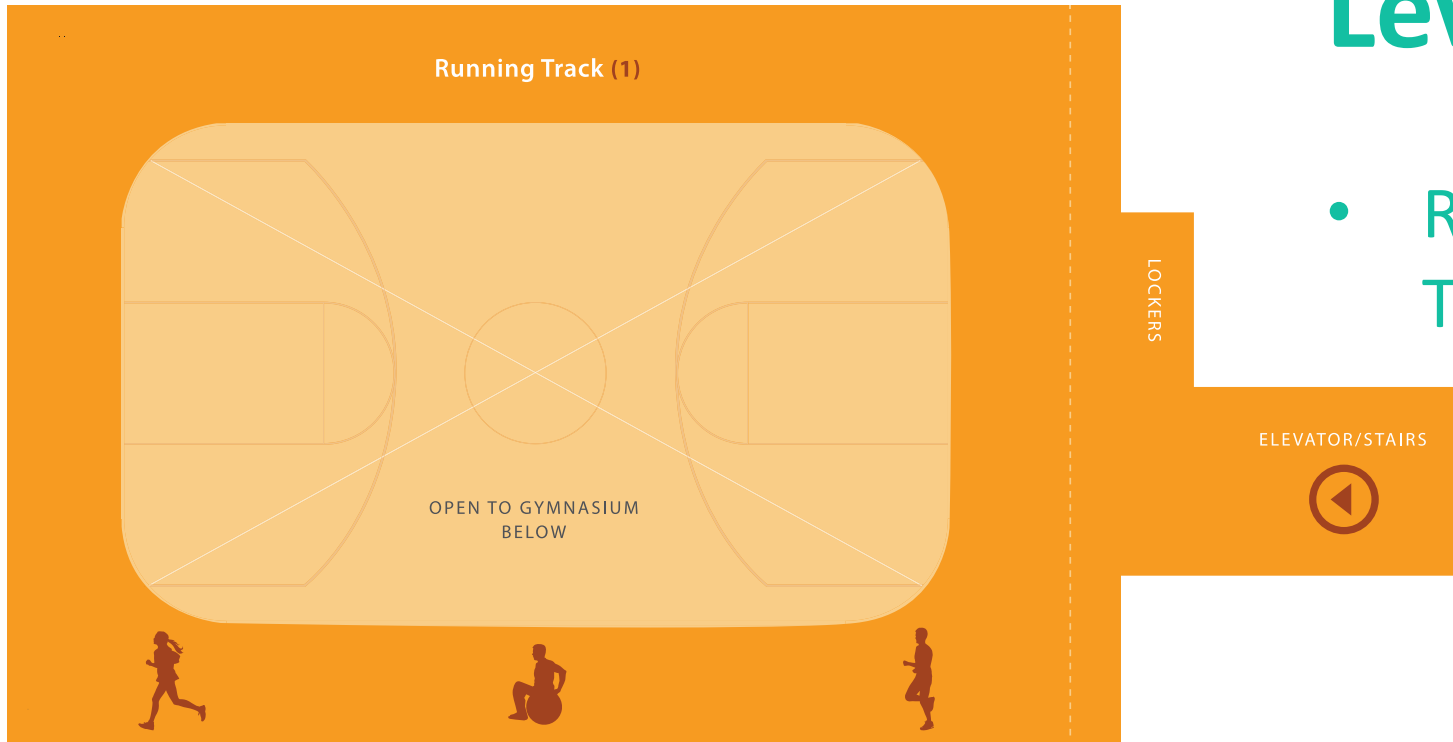 Running Track (1)
LOCKERS
ELEVATOR/STAIRS
OPEN TO GYMNASIUM
BELOW